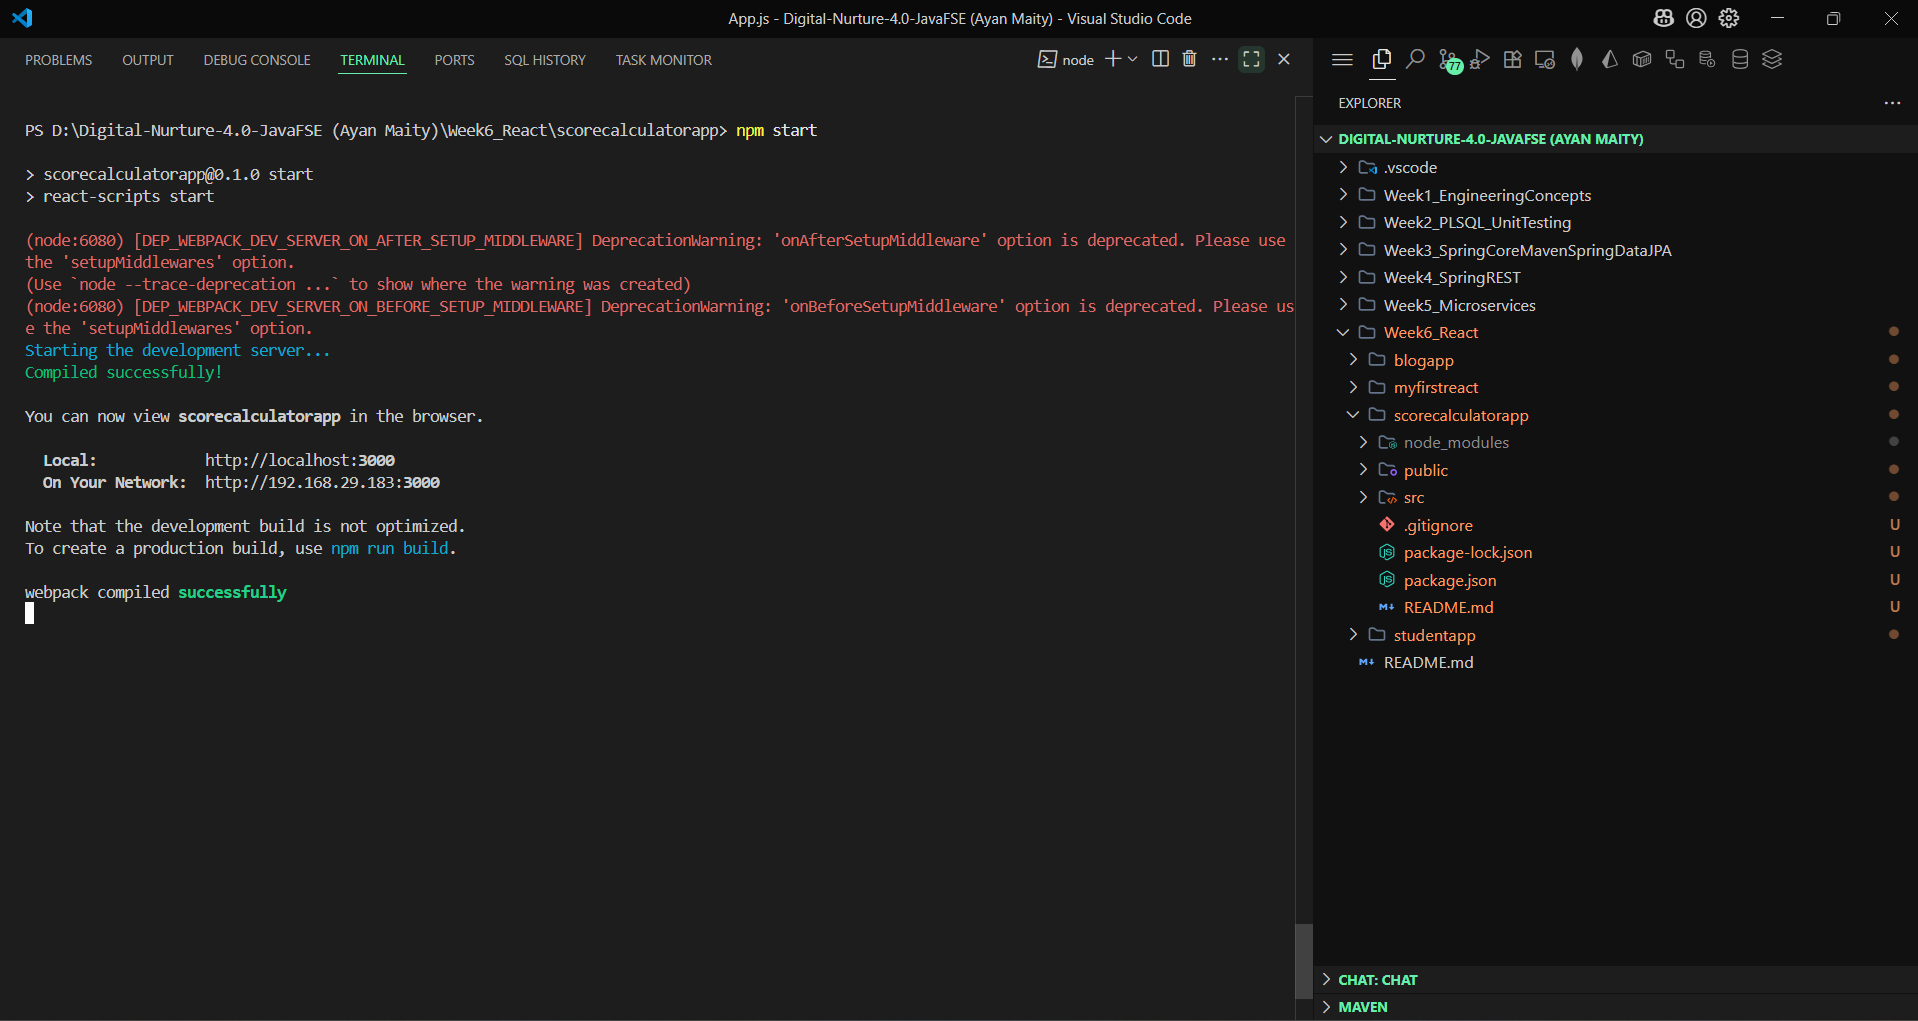 App.js - Digital-Nurture-4.0-JavaFSE (Ayan Maity) - Visual Studio Code
PROBLEMS OUTPUT DEBUG CONSOLE TERMINAL PORTS SQL HISTORY TASK MONITOR
node
PS D:\Digital-Nurture-4.0-JavaFSE (Ayan Maity)\Week6_React\scorecalculatorapp> npm start
> scorecalculatorapp@0.1.0 start
> react-scripts start
(node:6080) [DEP_WEBPACK_DEV_SERVER_ON_AFTER_SETUP_MIDDLEWARE] DeprecationWarning: 'onAfterSetupMiddleware' option is deprecated. Please use
the 'setupMiddlewares' option.
(Use `node --trace-deprecation ...` to show where the warning was created)
(node:6080) [DEP_WEBPACK_DEV_SERVER_ON_BEFORE_SETUP_MIDDLEWARE] DeprecationWarning: 'onBeforeSetupMiddleware' option is deprecated. Please us
e the 'setupMiddlewares' option.
Starting the development server...
Compiled successfully!
You can now view scorecalculatorapp in the browser.
Local: http://localhost:3000
On Your Network: http://192.168.29.183:3000
Note that the development build is not optimized.
To create a production build, use npm run build.
webpack compiled successfully
77
EXPLORER
DIGITAL-NURTURE-4.0-JAVAFSE (AYAN MAITY)
.vscode
Week1_EngineeringConcepts
Week2_PLSQL_UnitTesting
Week3_SpringCoreMavenSpringDataJPA
Week4_SpringREST
Week5_Microservices
Week6_React
blogapp
myfirstreact
scorecalculatorapp
node_modules
public
src
.gitignore U
package-lock.json U
package.json U
README.md U
studentapp
README.md
CHAT: CHAT
MAVEN